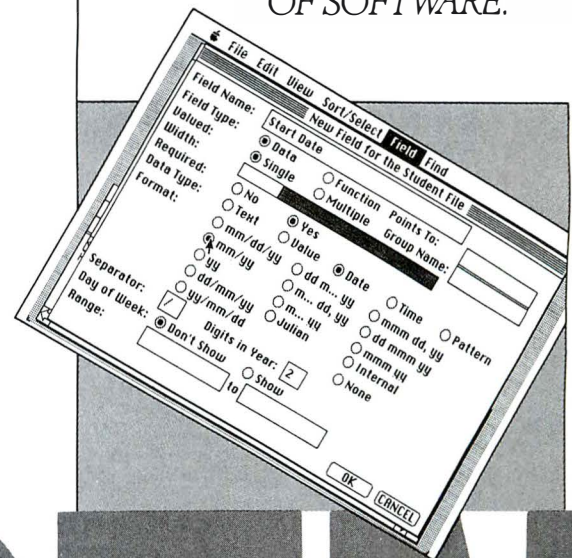 OF SOFTWARE.
File Edit View Sort/Select Field Find
New Field for the Student File
Field Name: Start Date
Field Type: Data Function Points To:
Valued: Single Multiple Group Name:
Width:
Required: No Yes
Data Type: Text Value Date Time Pattern
Format: mm/dd/yy dd m... yy mmm dd, yy
mm/yy m... dd, yy dd mmm yy
yy m... yy mmm yy
dd/mm/yy Julian Internal
yy/mm/dd None
Separator: / Digits in Year: 2
Day of Week: Don't Show Show
Range: to
OK CANCEL